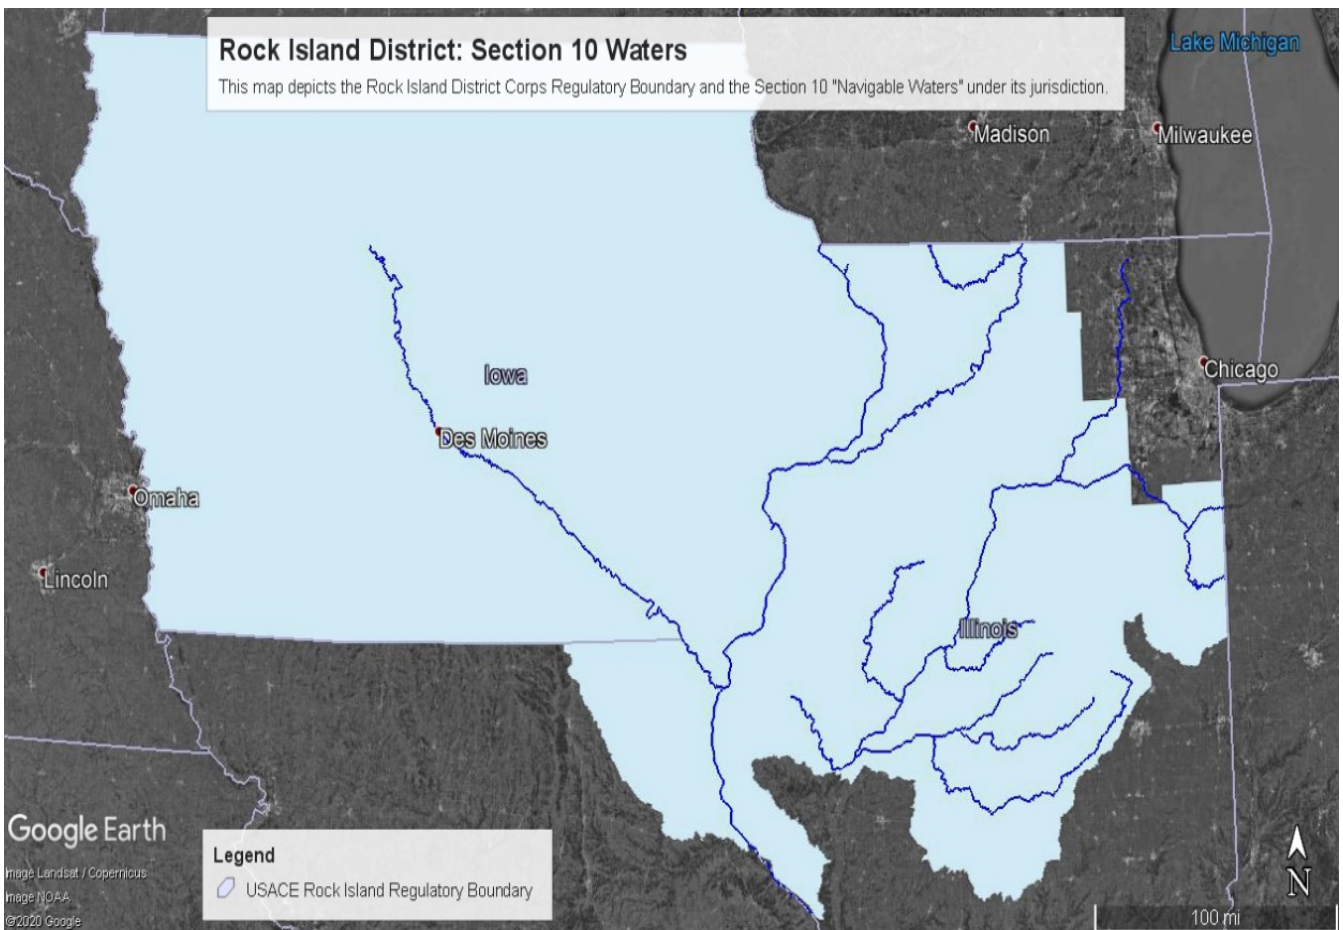 Rock Island District: Section 10 Waters
This map depicts the Rock Island District Corps Regulatory Boundary and the Section 10 "Navigable Waters" under its jurisdiction.
Lake Michigan
Madison
Milwaukee
Chicago
Iowa
Des Moines
Omaha
Lincoln
Illinois
Google Earth
Image Landsat / Copernicus
Image NOAA
©2020 Google
Legend
USACE Rock Island Regulatory Boundary
N
100 mi